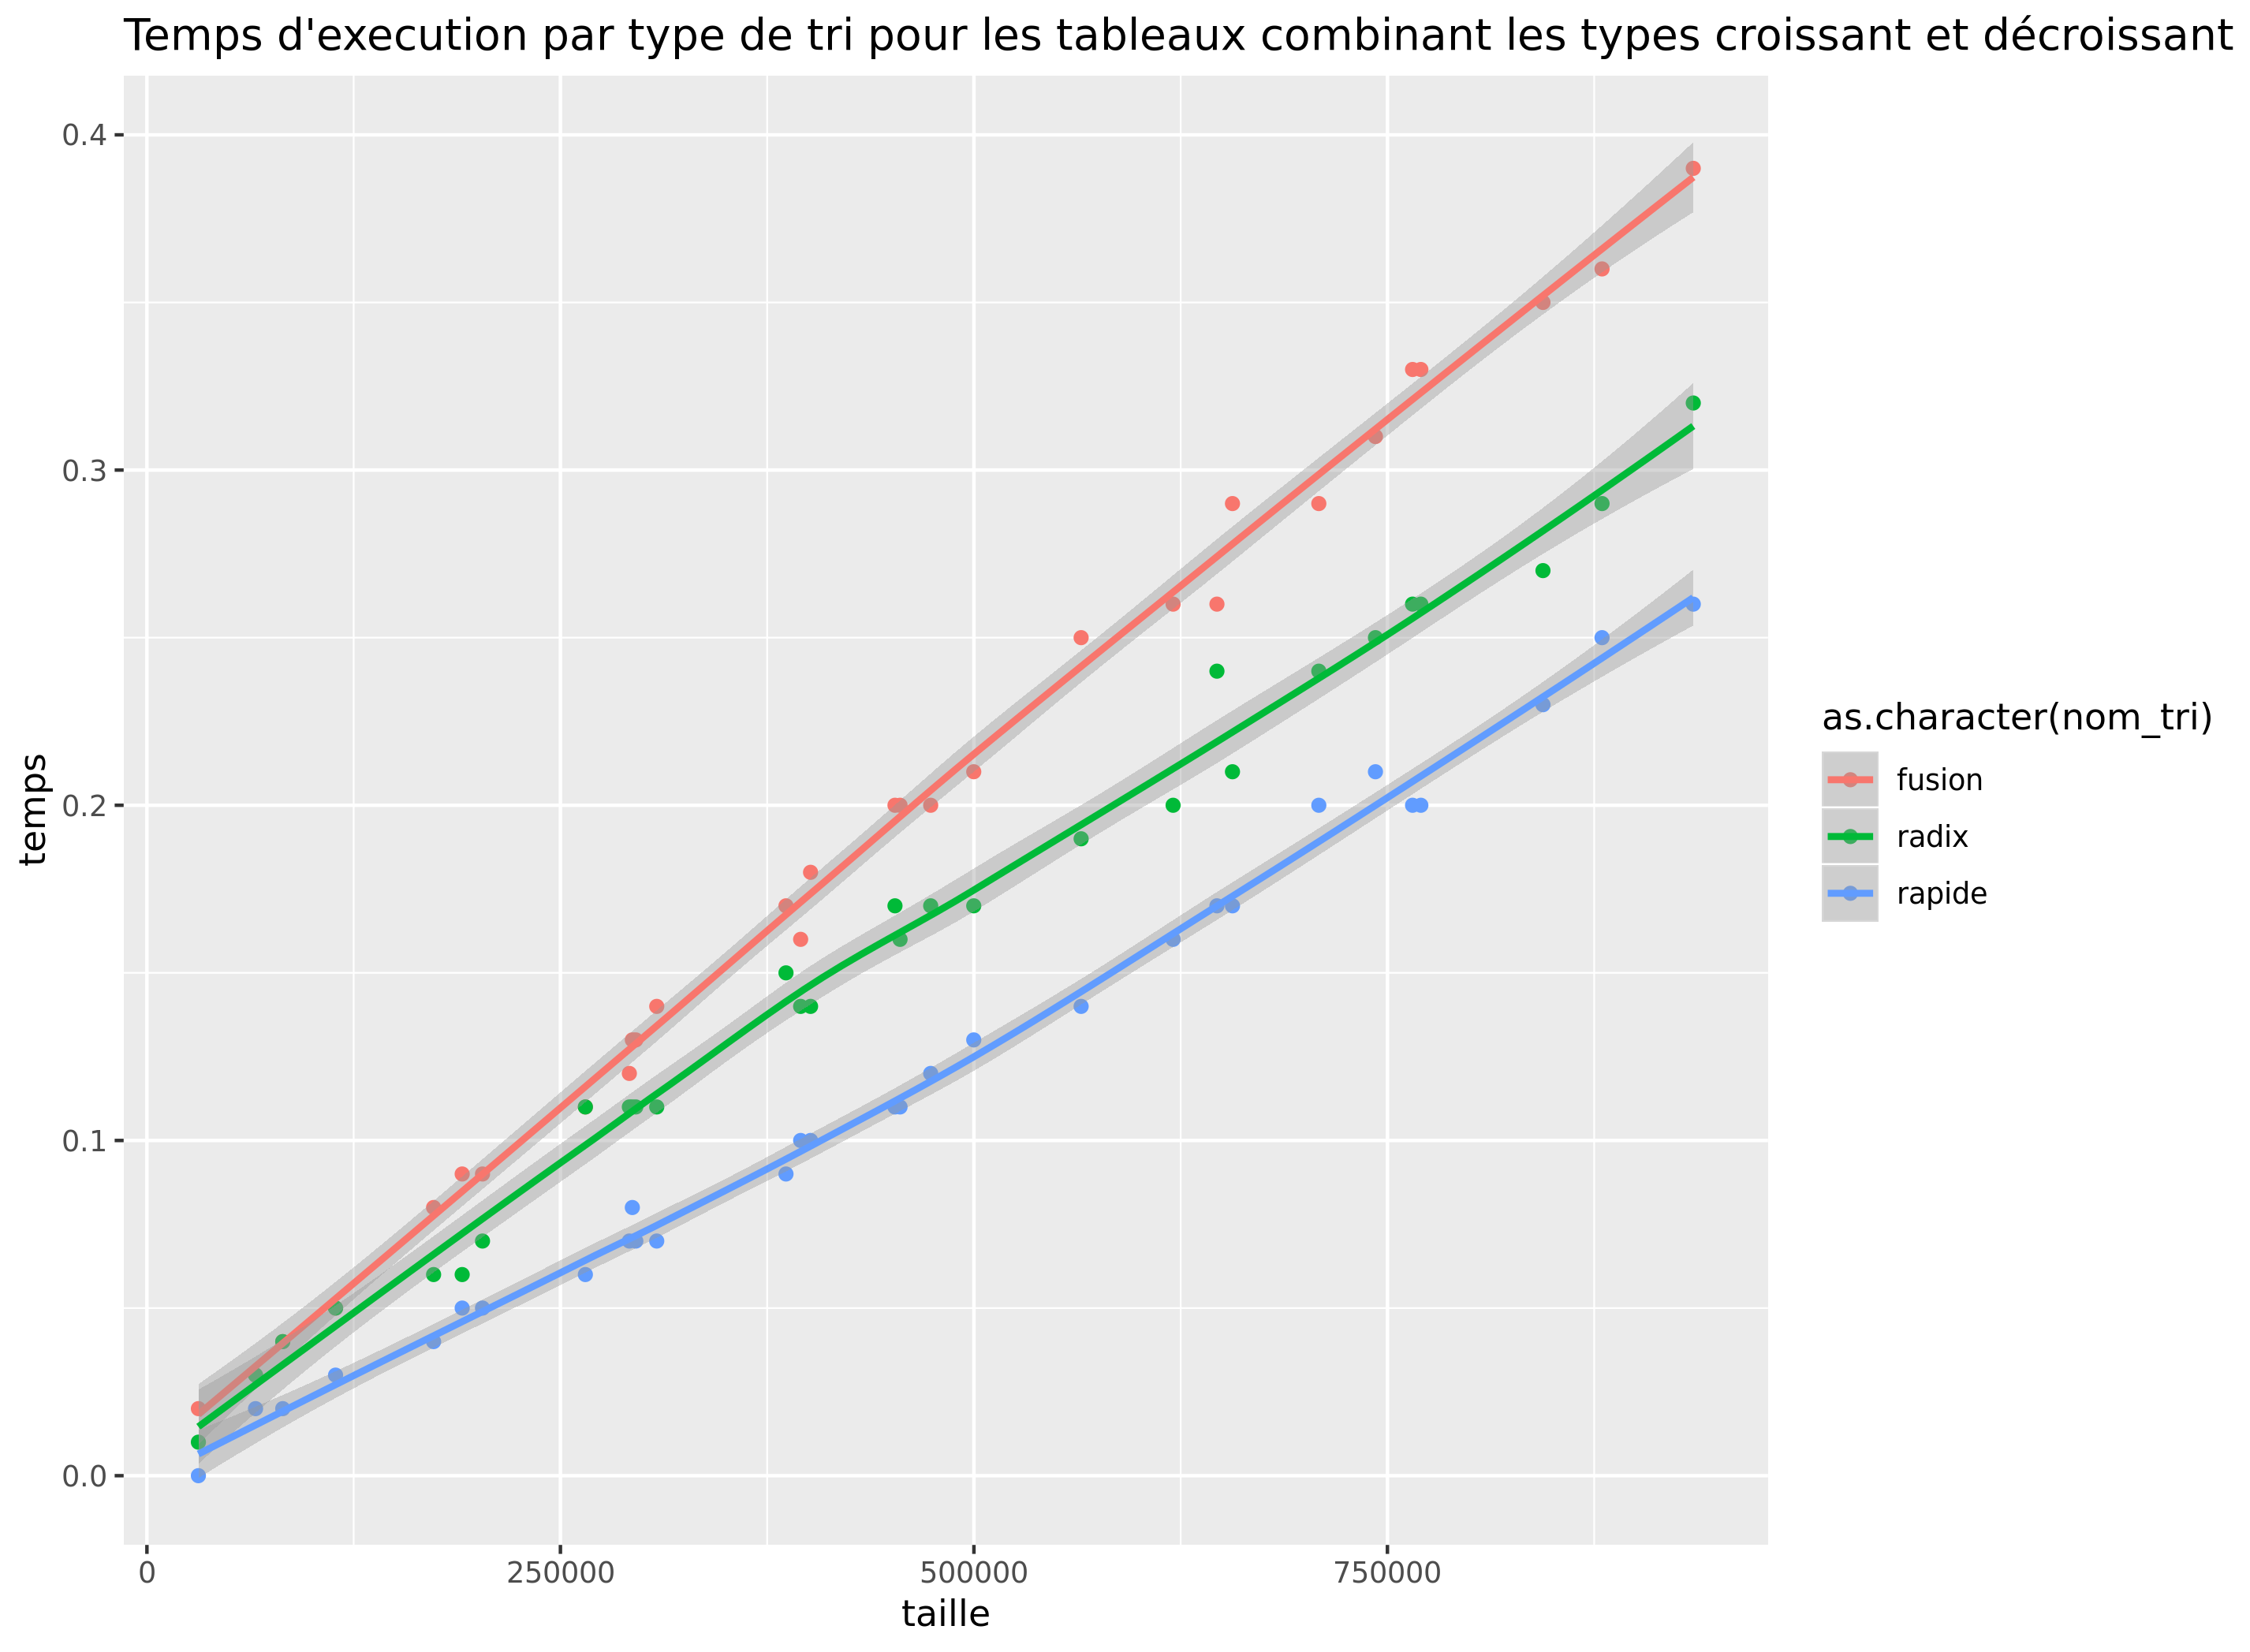 Temps d'execution par type de tri pour les tableaux combinant les types croissant et décroissant
0.4
0.3
0.2
0.1
0.0
temps
0
250000
500000
750000
taille
as.character(nom_tri)
fusion
radix
rapide